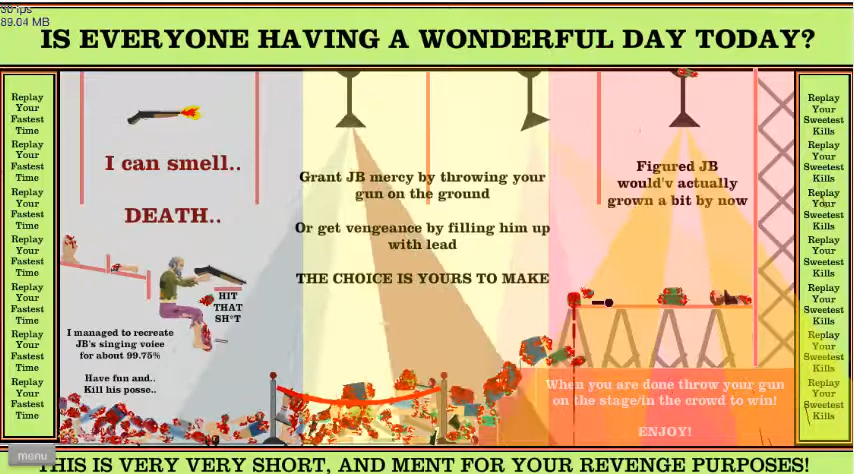 30 fps
89.04 MB
IS EVERYONE HAVING A WONDERFUL DAY TODAY?
Replay
Your
Fastest
Time
Replay
Your
Fastest
Time
Replay
Your
Fastest
Time
Replay
Your
Fastest
Time
Replay
Your
Fastest
Time
Replay
Your
Fastest
Time
Replay
Your
Fastest
Time
I can smell..
DEATH..
HIT
THAT
SH*T
I managed to recreate
JB's singing voice
for about 99.75%
Have fun and..
Kill his posse..
Grant JB mercy by throwing your
gun on the ground
Or get vengeance by filling him up
with lead
THE CHOICE IS YOURS TO MAKE
Figured JB
would'v actually
grown a bit by now
When you are done throw your gun
on the stage/in the crowd to win!
ENJOY!
Replay
Your
Sweetest
Kills
Replay
Your
Sweetest
Kills
Replay
Your
Sweetest
Kills
Replay
Your
Sweetest
Kills
Replay
Your
Sweetest
Kills
Replay
Your
Sweetest
Kills
Replay
Your
Sweetest
Kills
menu
THIS IS VERY VERY SHORT, AND MENT FOR YOUR REVENGE PURPOSES!